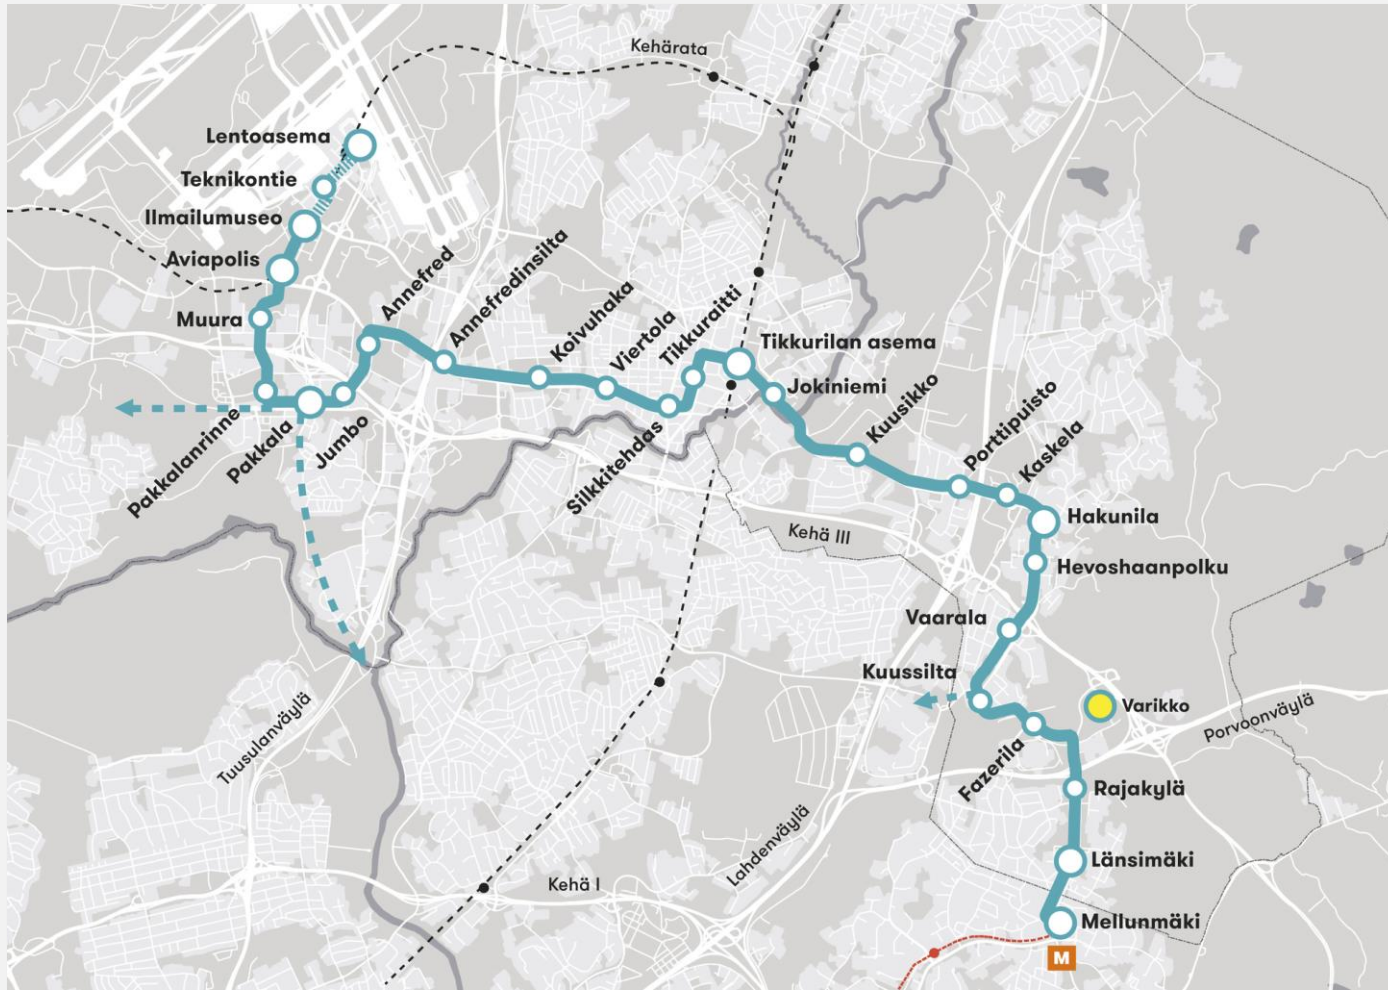 Kehärata
Lentoasema
Teknikontie
Ilmailumuseo
Aviapolis
Muura
Pakkalanrinne
Pakkala
Jumbo
Annefred
Annefredinsilta
Koivuhaka
Viertola
Silkkitehdas
Tikkuraitti
Tikkurilan asema
Jokiniemi
Kuusikko
Porttipuisto
Kaskela
Hakunila
Hevoshaanpolku
Kehä III
Vaarala
Kuussilta
Varikko
Fazerila
Porvoonväylä
Tuusulanväylä
Rajakylä
Länsimäki
Lahdenväylä
Kehä I
Mellunmäki
M